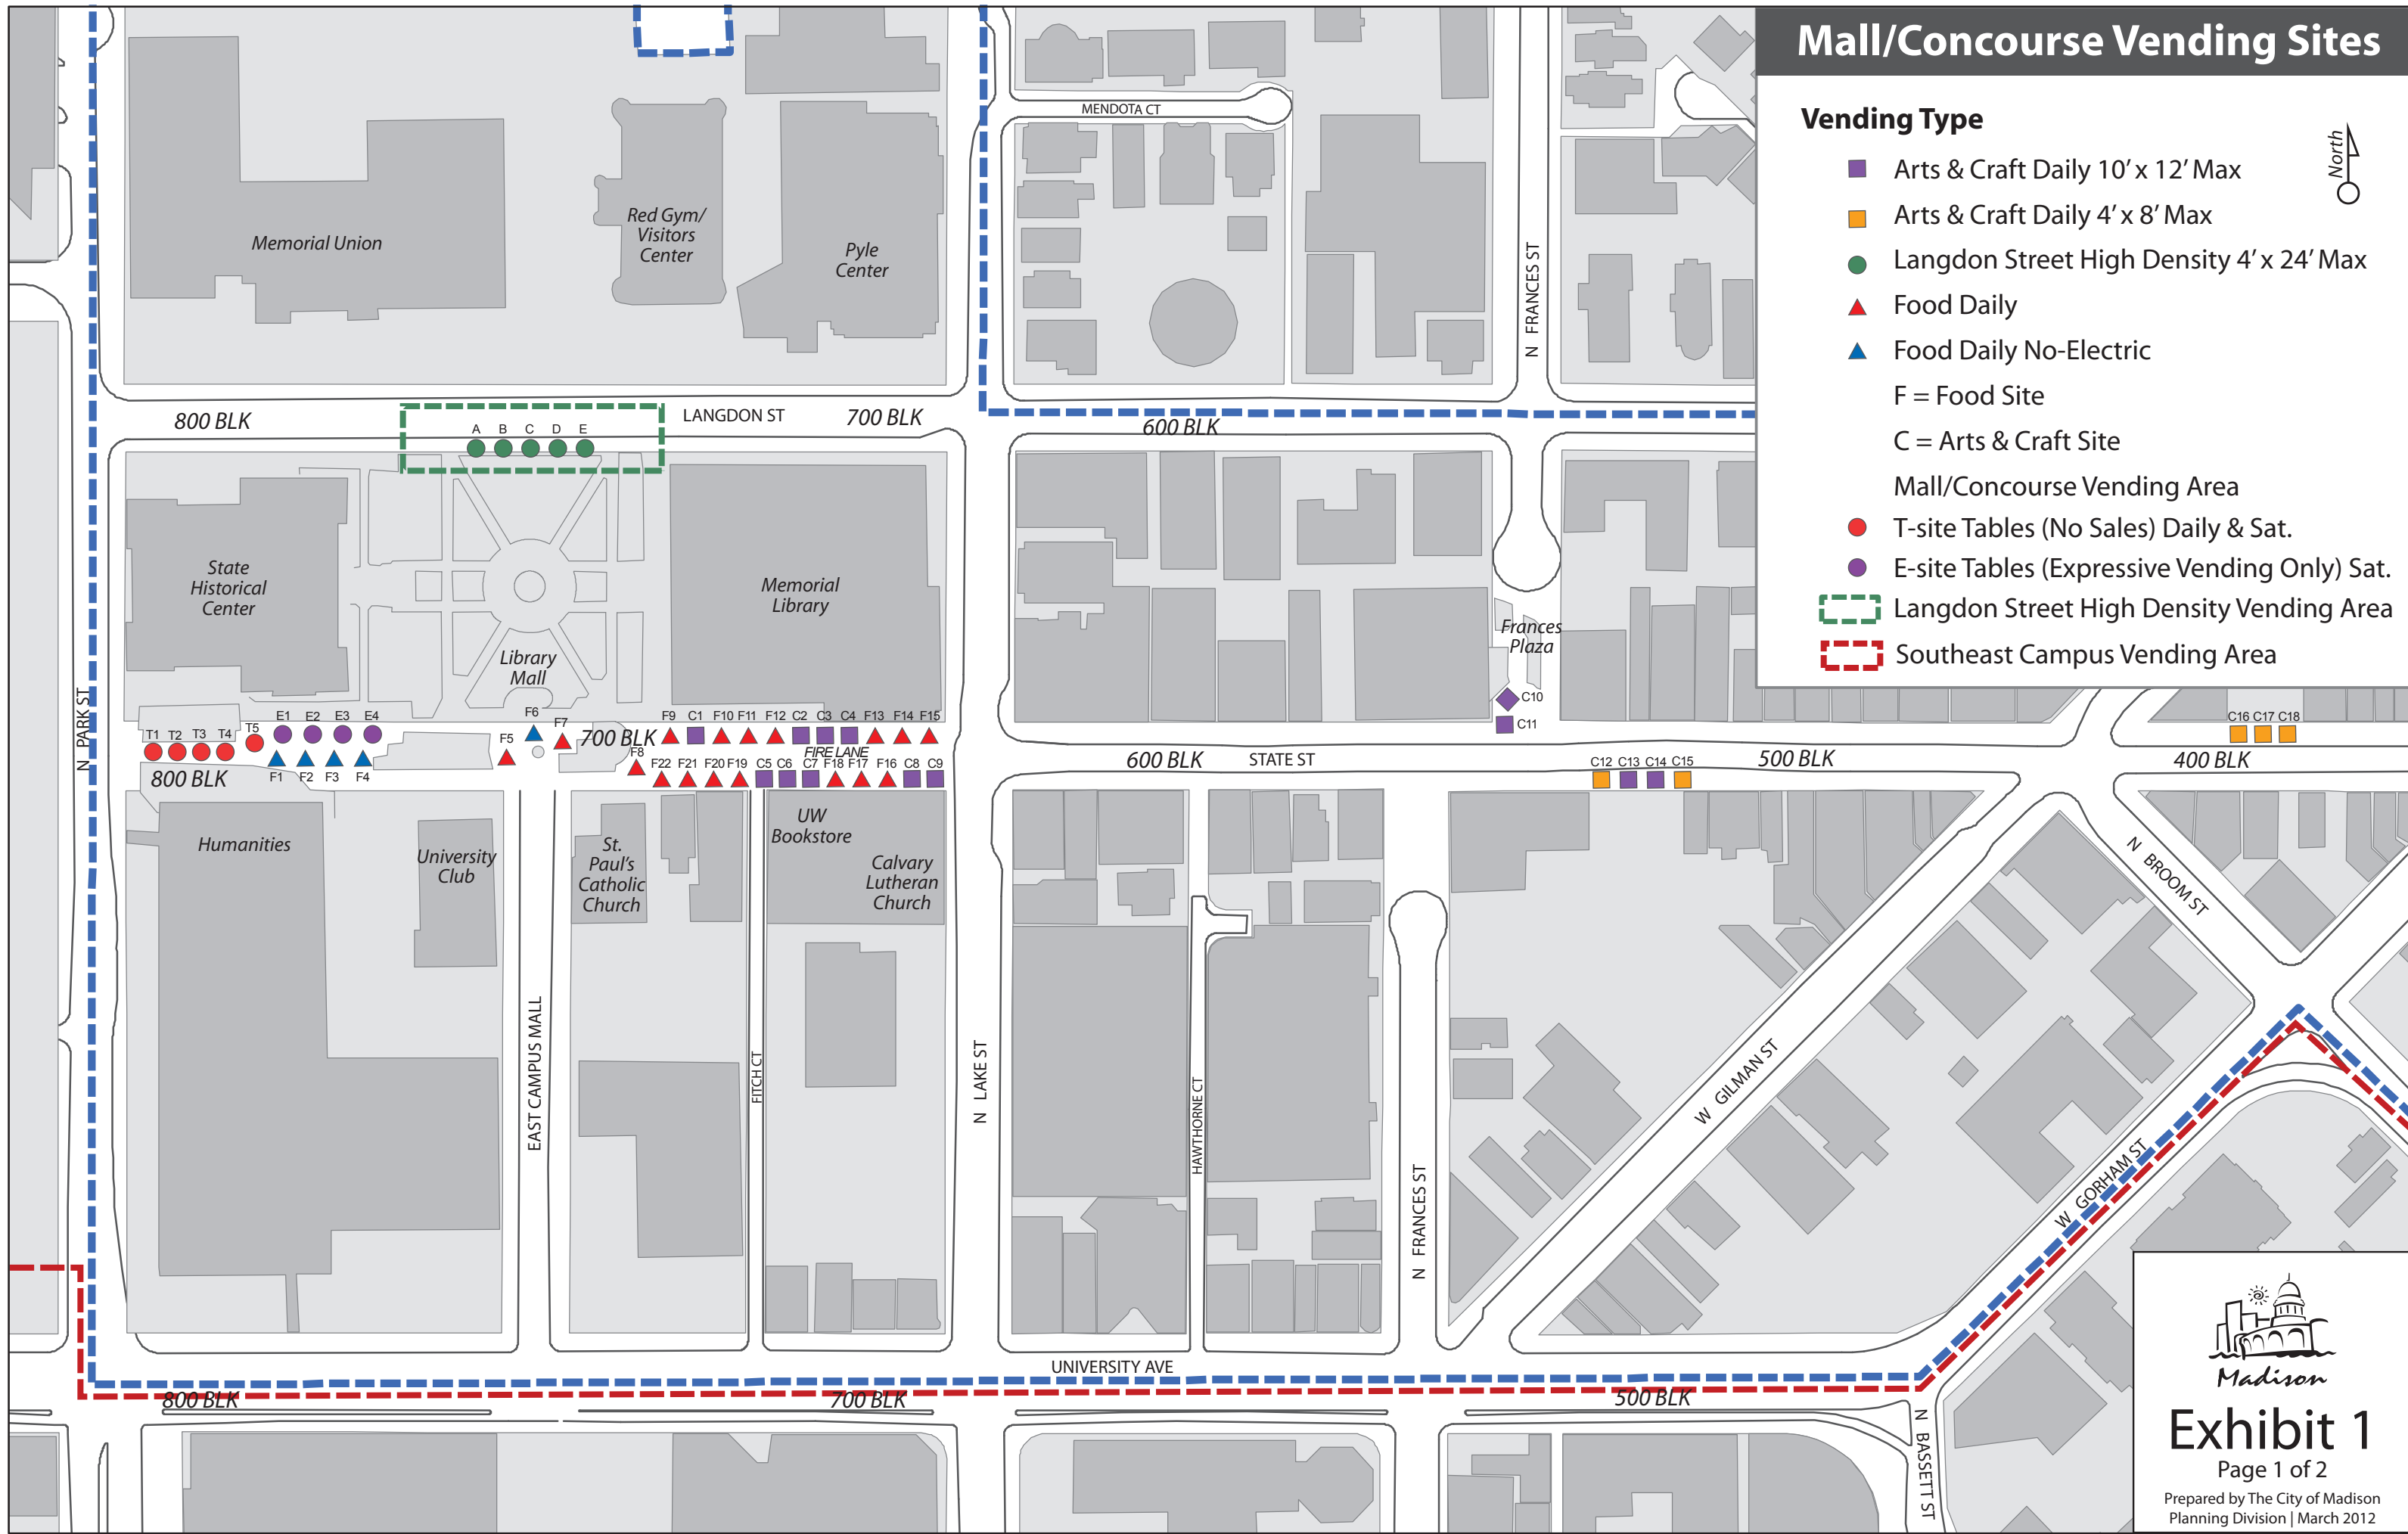 Mall/Concourse Vending Sites
Vending Type
North
Arts & Craft Daily 10’ x 12’ Max
Arts & Craft Daily 4’ x 8’ Max
Langdon Street High Density 4’ x 24’ Max
Food Daily
Food Daily No-Electric
F = Food Site
C = Arts & Craft Site
Mall/Concourse Vending Area
T-site Tables (No Sales) Daily & Sat.
E-site Tables (Expressive Vending Only) Sat.
Langdon Street High Density Vending Area
Southeast Campus Vending Area
MENDOTA CT
Memorial Union
Red Gym/
Visitors
Center
Pyle
Center
N FRANCES ST
800 BLK
LANGDON ST
700 BLK
600 BLK
A B C D E
State
Historical
Center
Memorial
Library
Library
Mall
Frances
Plaza
N PARK ST
C10
C11
T1 T2 T3 T4 T5
E1 E2 E3 E4
F6
F7
F5
700 BLK
F8
F9 C1 F10 F11 F12 C2 C3 C4 F13 F14 F15
FIRE LANE
F22 F21 F20 F19 C5 C6 C7 F18 F17 F16 C8 C9
800 BLK
F1 F2 F3 F4
600 BLK
STATE ST
C12 C13 C14 C15
500 BLK
C16 C17 C18
400 BLK
Humanities
University
Club
St.
Paul’s
Catholic
Church
UW
Bookstore
Calvary
Lutheran
Church
N BROOM ST
EAST CAMPUS MALL
FITCH CT
N LAKE ST
HAWTHORNE CT
N FRANCES ST
W GILMAN ST
W GORHAM ST
UNIVERSITY AVE
800 BLK
700 BLK
500 BLK
N BASSETT ST
Madison
Exhibit 1
Page 1 of 2
Prepared by The City of Madison
Planning Division | March 2012